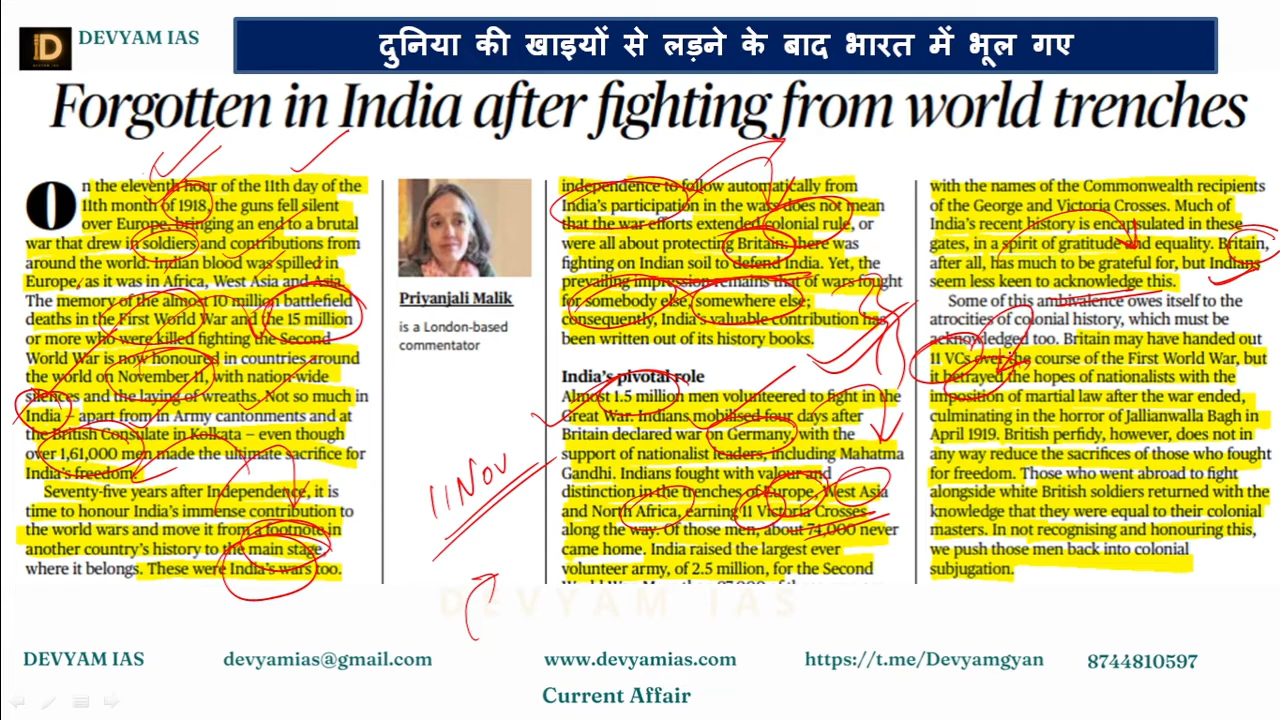 DEVYAM IAS
दुनिया की खाइयों से लड़ने के बाद भारत में भूल गए
Forgotten in India after fighting from world trenches
On the eleventh hour of the 11th day of the
11th month of 1918, the guns fell silent
over Europe, bringing an end to a brutal
war that drew in soldiers and contributions from
around the world. Indian blood was spilled in
Europe, as it was in Africa, West Asia and Asia.
The memory of the almost 10 million battlefield
deaths in the First World War and the 15 million
or more who were killed fighting the Second
World War is now honoured in countries around
the world on November 11, with nation-wide
silences and the laying of wreaths. Not so much in
India – apart from in Army cantonments and at
the British Consulate in Kolkata – even though
over 1,61,000 men made the ultimate sacrifice for
India's freedom.
Seventy-five years after Independence, it is
time to honour India's immense contribution to
the world wars and move it from a footnote in
another country's history to the main stage,
where it belongs. These were India's wars too.
Priyanjali Malik
is a London-based
commentator
independence to follow automatically from
India's participation in the wars does not mean
that the war efforts extended colonial rule, or
were all about protecting Britain: there was
fighting on Indian soil to defend India. Yet, the
prevailing impression remains that of wars fought
for somebody else, somewhere else;
consequently, India's valuable contribution has
been written out of its history books.
India's pivotal role
Almost 1.5 million men volunteered to fight in the
Great War. Indians mobilised four days after
Britain declared war on Germany, with the
support of nationalist leaders, including Mahatma
Gandhi. Indians fought with valour and
distinction in the trenches of Europe, West Asia
and North Africa, earning 11 Victoria Crosses
along the way. Of those men, about 74,000 never
came home. India raised the largest ever
volunteer army, of 2.5 million, for the Second
with the names of the Commonwealth recipients
of the George and Victoria Crosses. Much of
India's recent history is encapsulated in these
gates, in a spirit of gratitude and equality. Britain,
after all, has much to be grateful for, but Indians
seem less keen to acknowledge this.
Some of this ambivalence owes itself to the
atrocities of colonial history, which must be
acknowledged too. Britain may have handed out
11 VCs over the course of the First World War, but
it betrayed the hopes of nationalists with the
imposition of martial law after the war ended,
culminating in the horror of Jallianwalla Bagh in
April 1919. British perfidy, however, does not in
any way reduce the sacrifices of those who fought
for freedom. Those who went abroad to fight
alongside white British soldiers returned with the
knowledge that they were equal to their colonial
masters. In not recognising and honouring this,
we push those men back into colonial
subjugation.
11 Nov
DEVYAM IAS
DEVYAM IAS devyamias@gmail.com www.devyamias.com https://t.me/Devyamgyan 8744810597
Current Affair